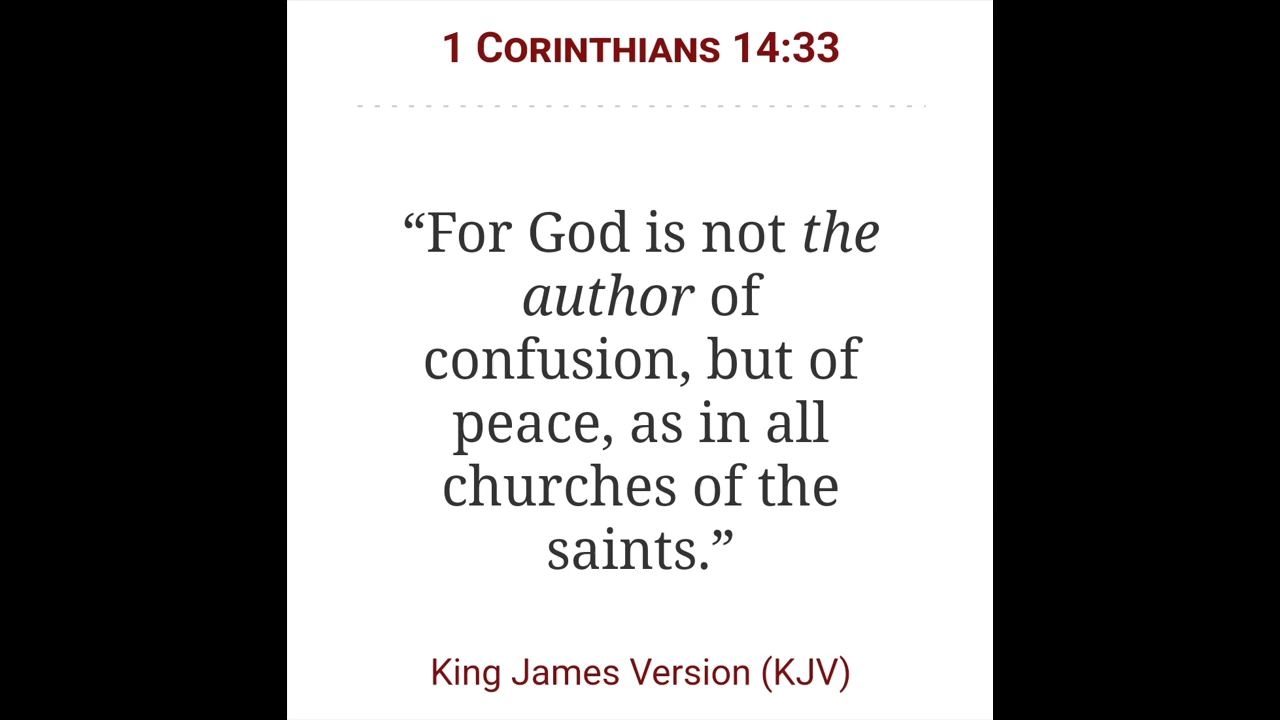 1 Corinthians 14:33
“For God is not the
author of
confusion, but of
peace, as in all
churches of the
saints.”
King James Version (KJV)